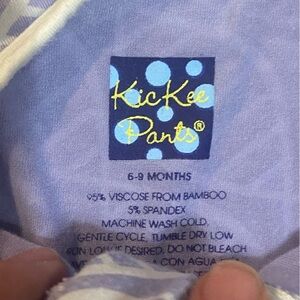 KicKee
Pants®
6-9 MONTHS
95% VISCOSE FROM BAMBOO
5% SPANDEX
MACHINE WASH COLD,
GENTLE CYCLE, TUMBLE DRY LOW
DESIRED, DO NOT BLEACH
CON AGUA